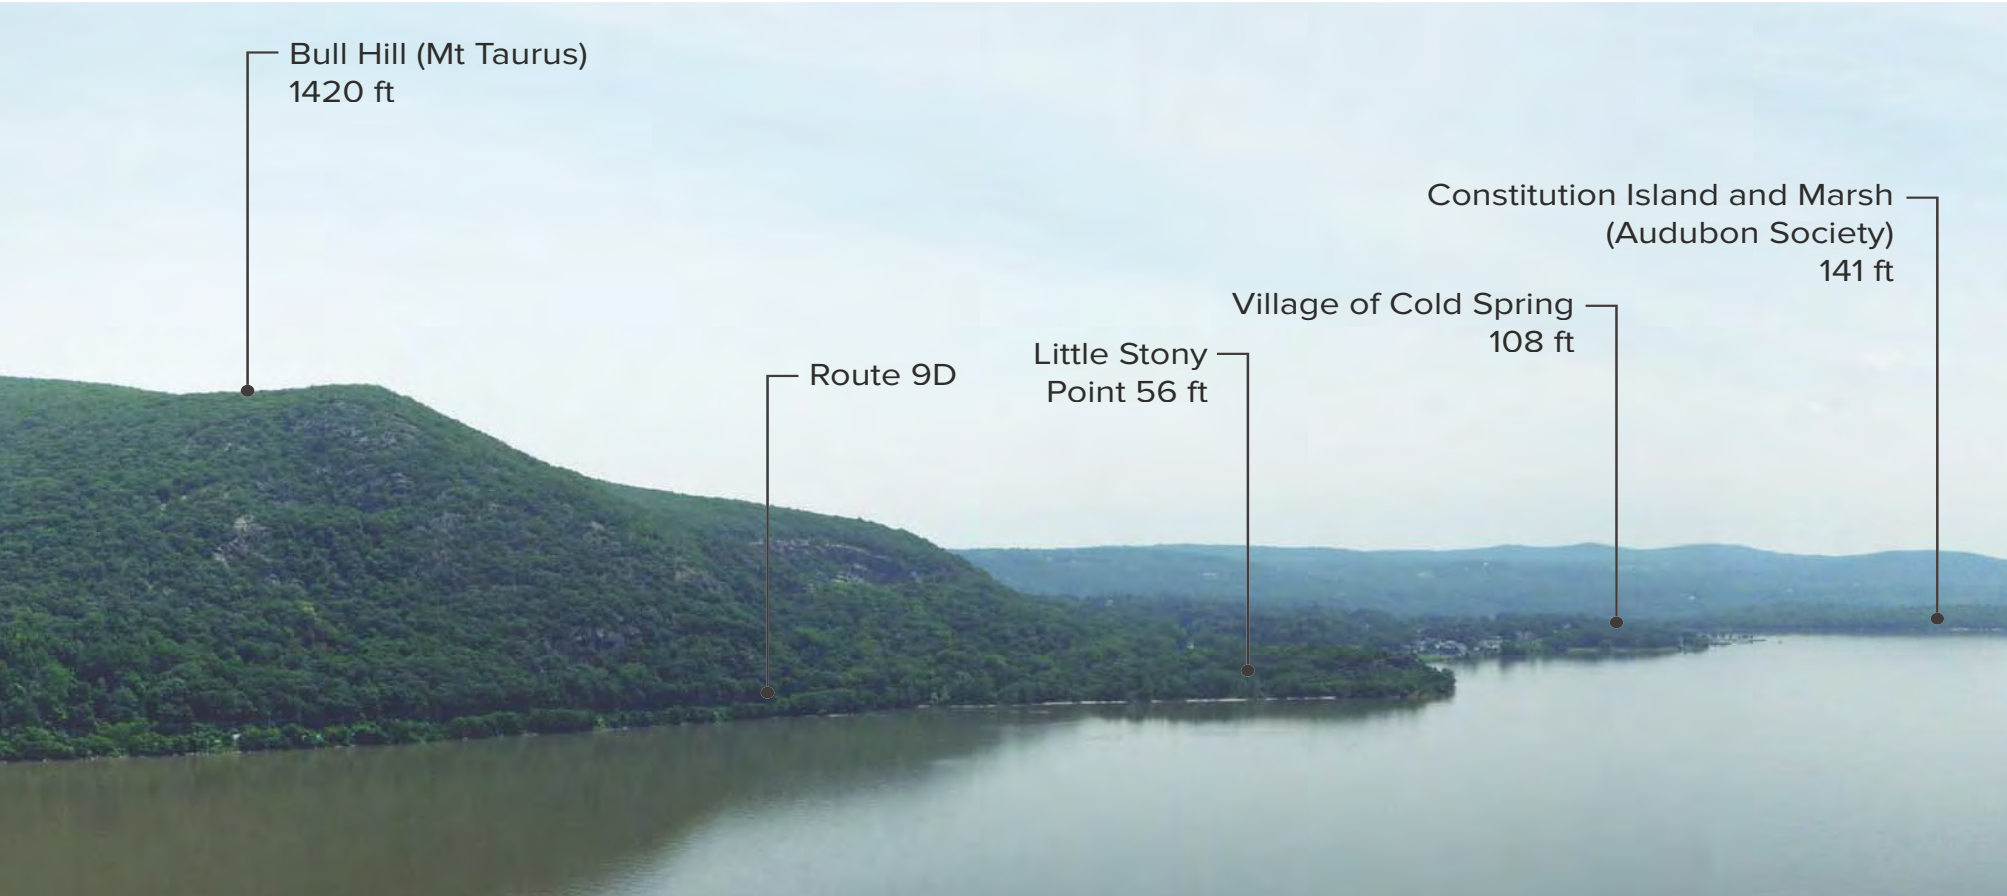 Bull Hill (Mt Taurus)
1420 ft
Route 9D
Little Stony
Point 56 ft
Village of Cold Spring
108 ft
Constitution Island and Marsh
(Audubon Society)
141 ft